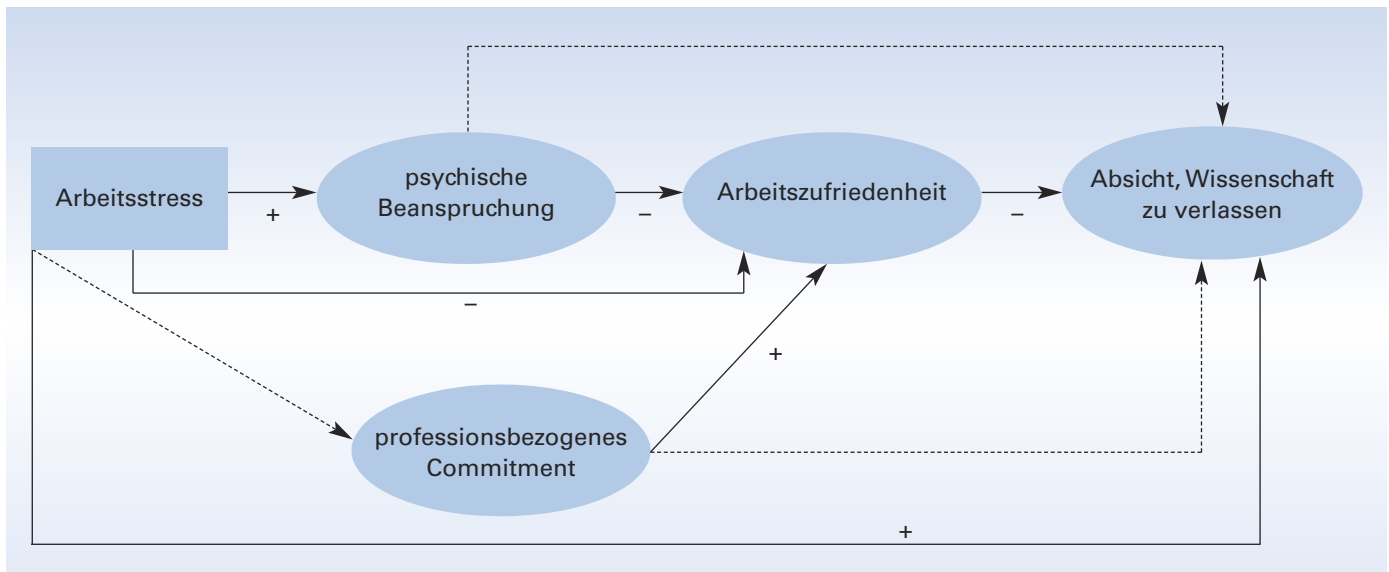 Arbeitsstress
+
psychische
Beanspruchung
–
Arbeitszufriedenheit
–
Absicht, Wissenschaft
zu verlassen
–
+
professionsbezogenes
Commitment
+